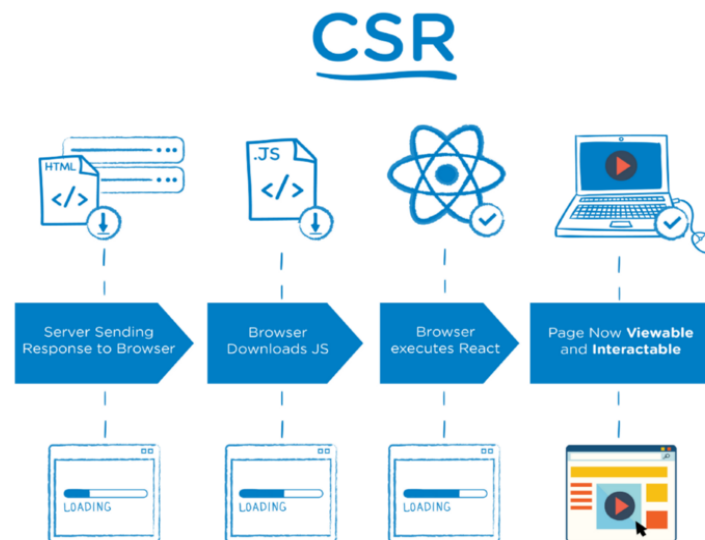 CSR
HTML
</>
.JS
</>
Server Sending
Response to Browser
Browser
Downloads JS
Browser
executes React
Page Now Viewable
and Interactable
LOADING
LOADING
LOADING